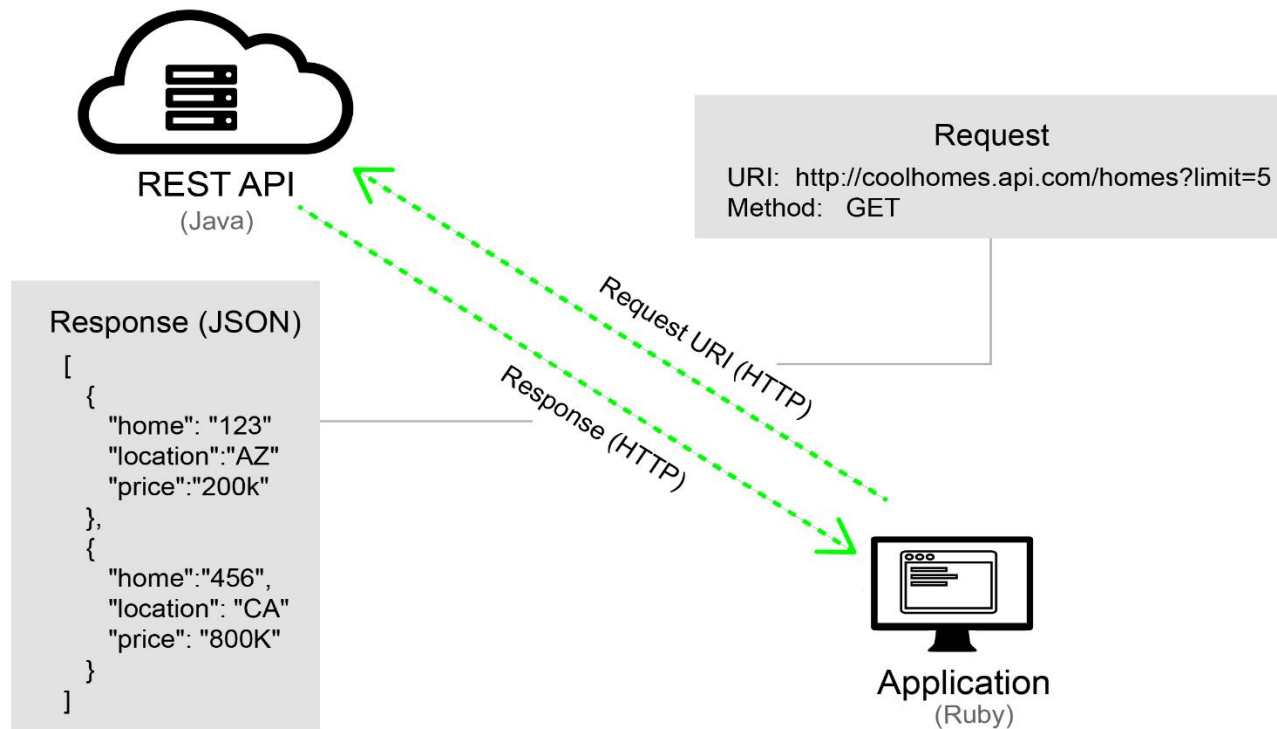 REST API
(Java)
Request
URI: http://coolhomes.api.com/homes?limit=5
Method: GET
Request URI (HTTP)
Response (HTTP)
Response (JSON)
[
{
"home": "123"
"location":"AZ"
"price":"200k"
},
{
"home":"456",
"location": "CA"
"price": "800K"
}
]
Application
(Ruby)